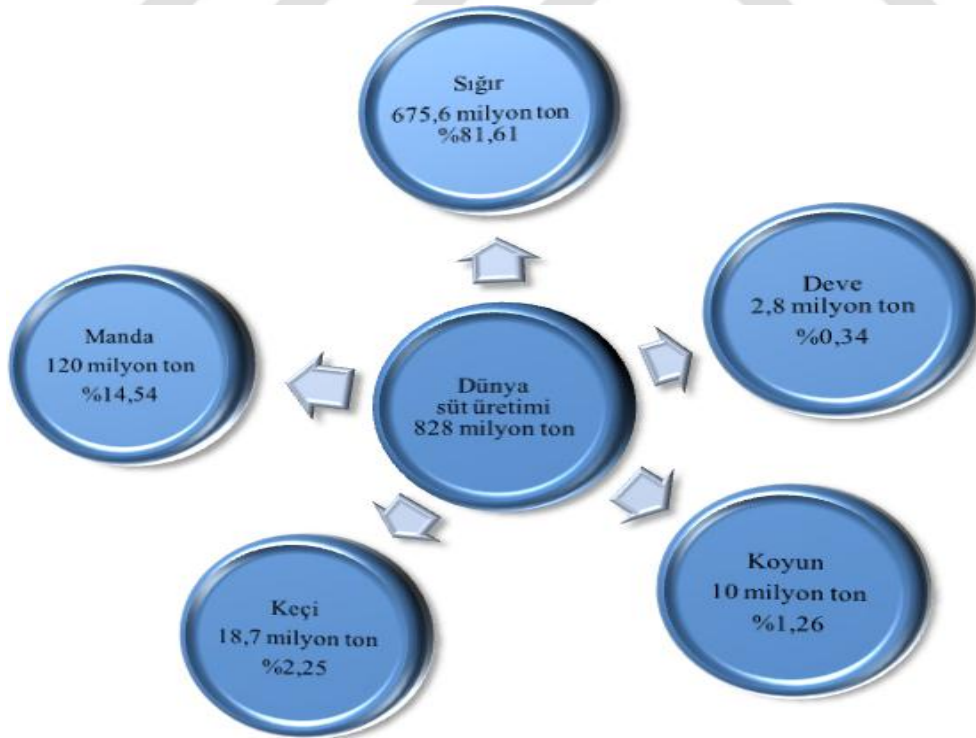 Sığır
675,6 milyon ton
%81,61
Deve
2,8 milyon ton
%0,34
Manda
120 milyon ton
%14,54
Dünya
süt üretimi
828 milyon ton
Koyun
10 milyon ton
%1,26
Keçi
18,7 milyon ton
%2,25